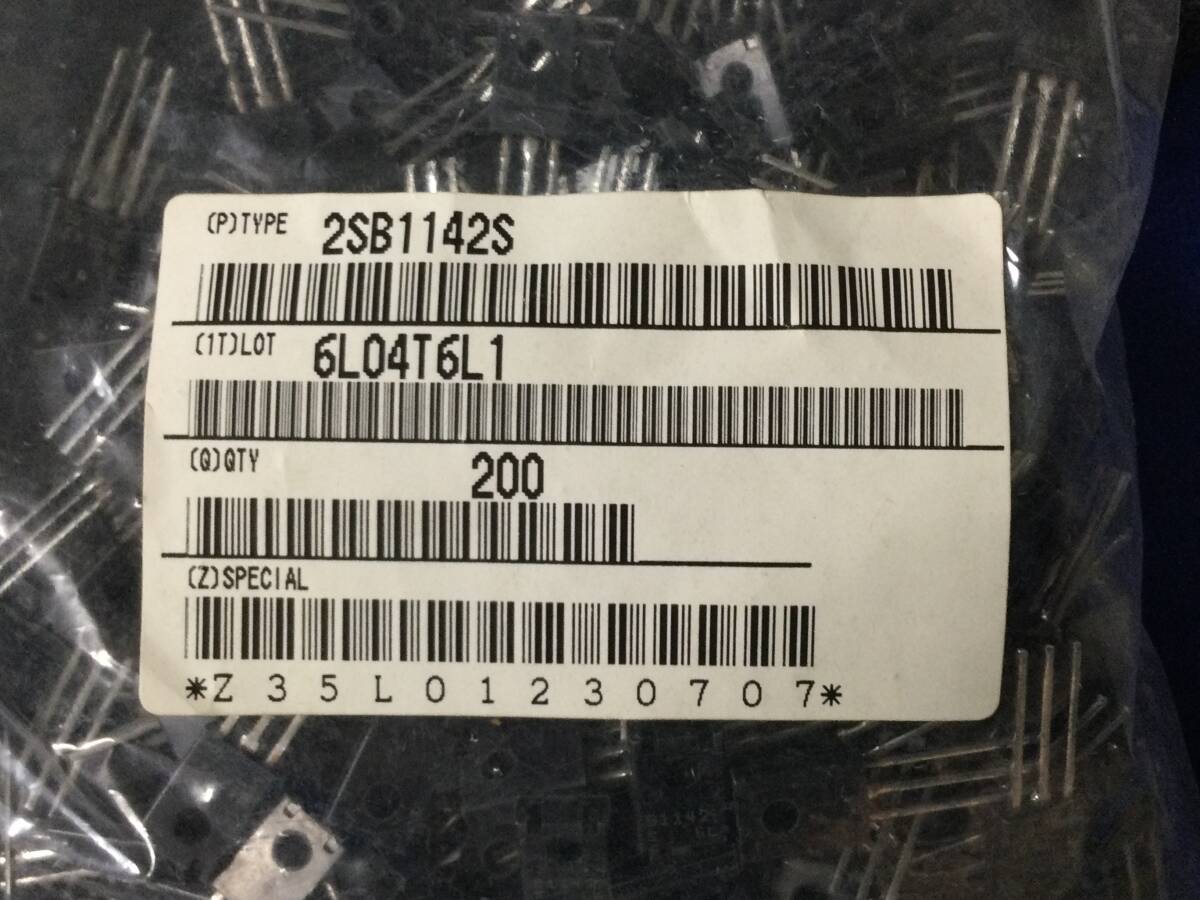 (P)TYPE 2SB1142S
(1T)LOT 6L04T6L1
(Q)QTY 200
(Z)SPECIAL
*Z35L01230707*